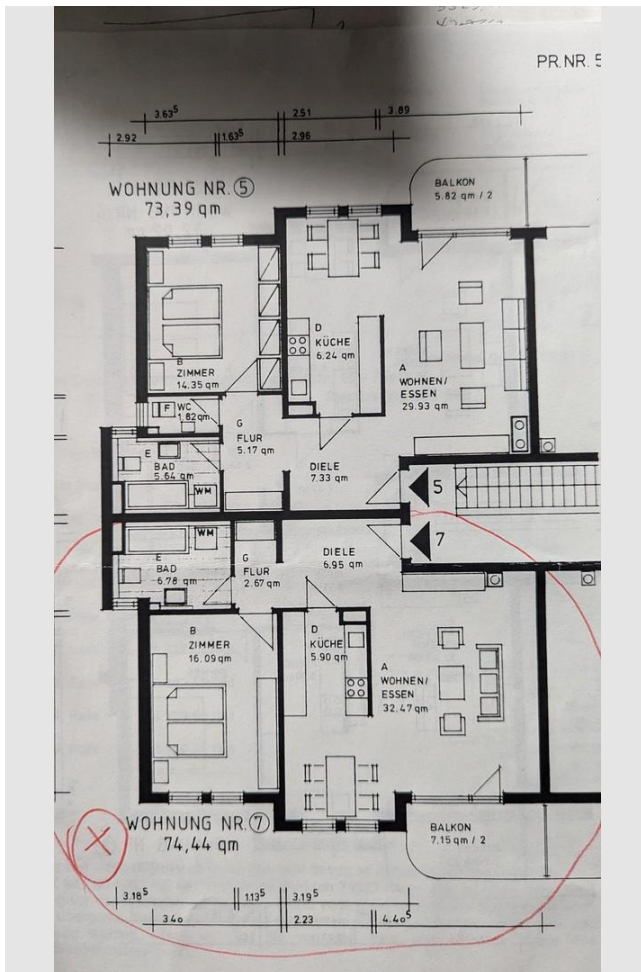 PR.NR. 5
3.63⁵ 2.51 3.89
2.92 1.63⁵ 2.96
WOHNUNG NR. 5
73,39 qm
BALKON
5.82 qm / 2
B
ZIMMER
14.35 qm
D
KÜCHE
6.24 qm
A
WOHNEN/
ESSEN
29.93 qm
F WC
1.82 qm
G
FLUR
5.17 qm
E
BAD
5.64 qm
WM
DIELE
7.33 qm
5
7
WM
E
BAD
6.78 qm
G
FLUR
2.67 qm
DIELE
6.95 qm
B
ZIMMER
16.09 qm
D
KÜCHE
5.90 qm
A
WOHNEN/
ESSEN
32.47 qm
X
WOHNUNG NR. 7
74,44 qm
BALKON
7.15 qm / 2
3.18⁵ 1.13⁵ 3.19⁵
3.40 2.23 4.40⁵